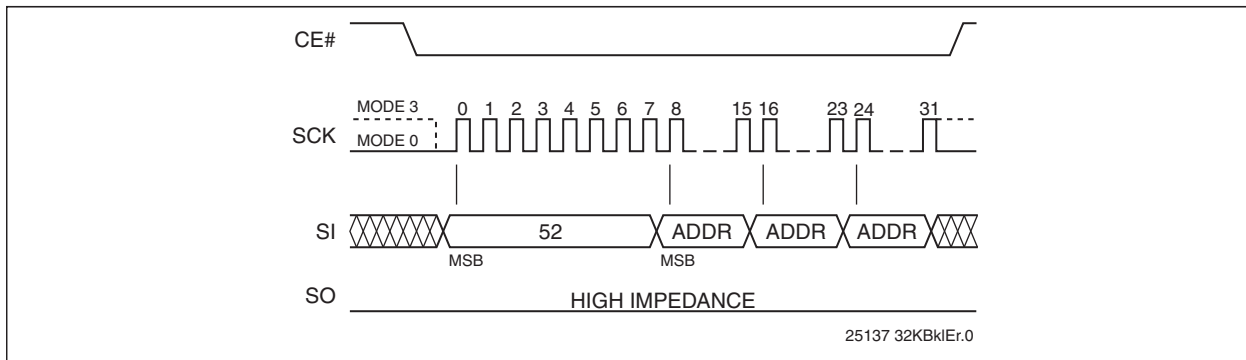 CE#
MODE 3
0 1 2 3 4 5 6 7 8 15 16 23 24 31
SCK
MODE 0
SI
52
ADDR
ADDR
ADDR
MSB
MSB
SO
HIGH IMPEDANCE
25137 32KBklEr.0